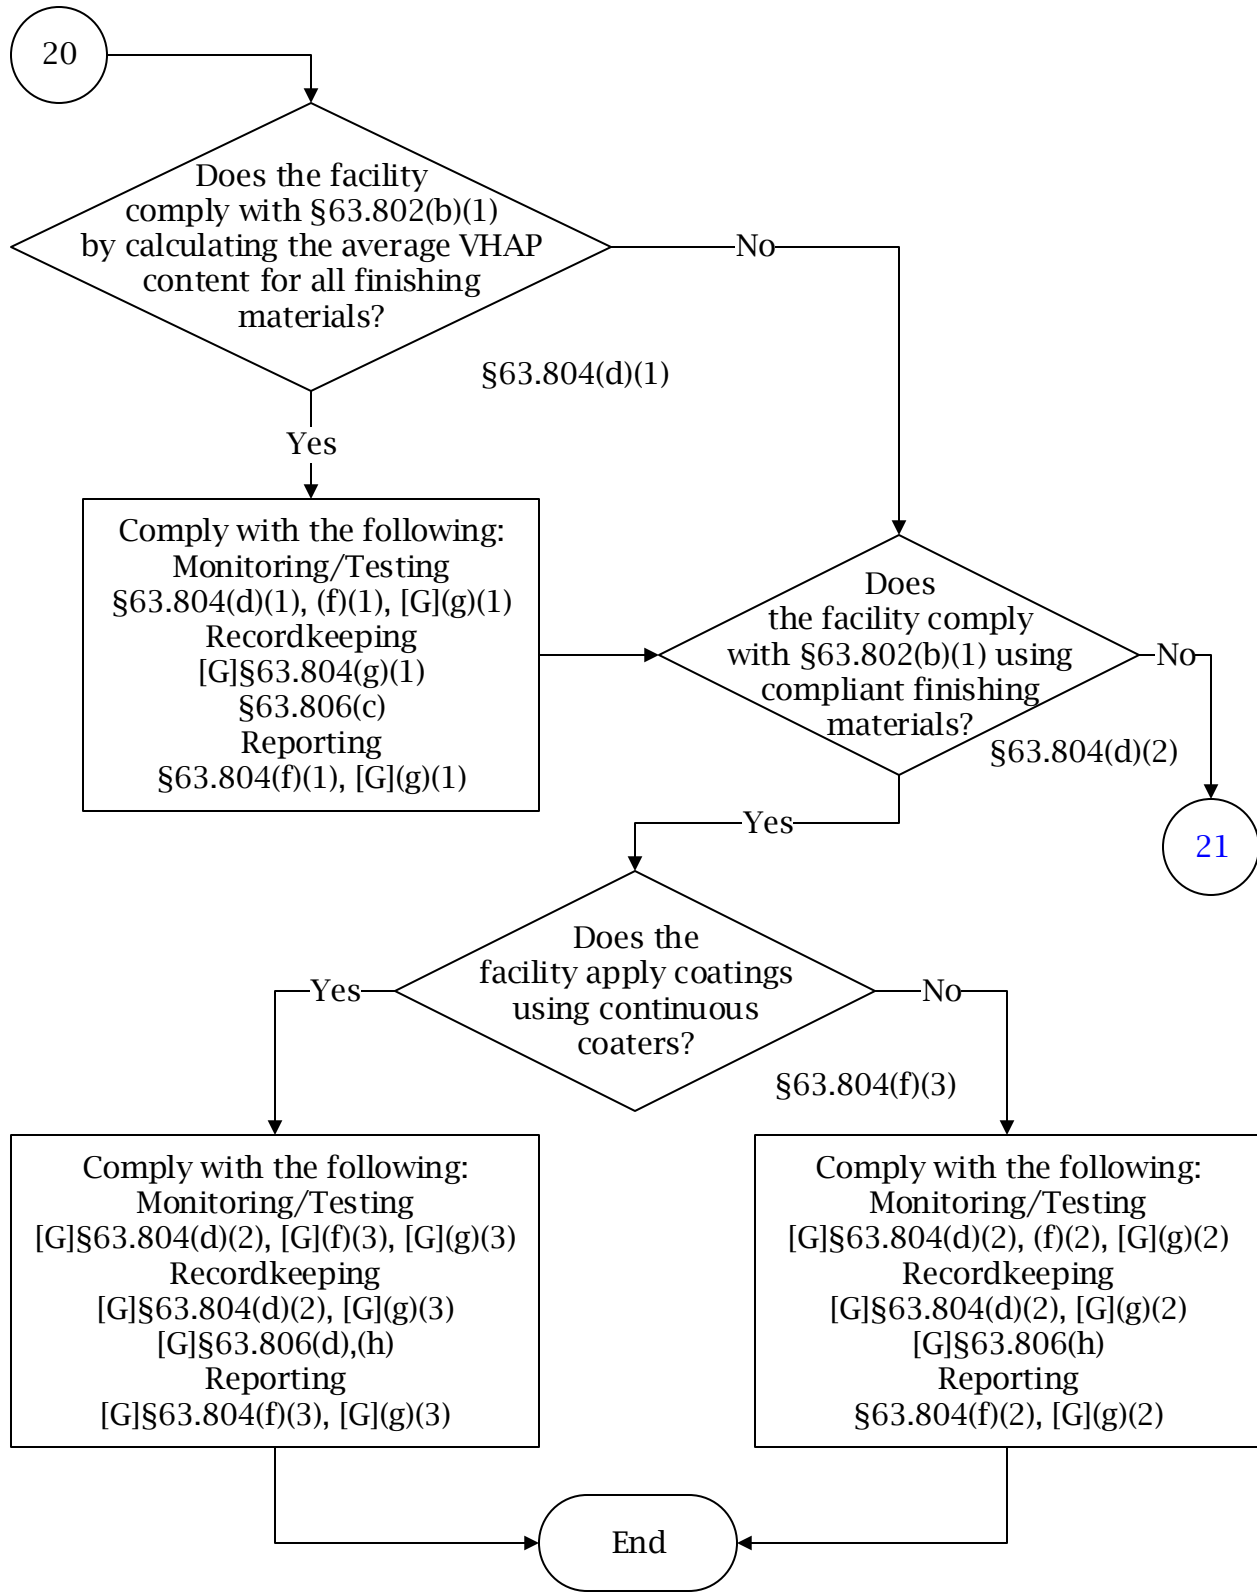 20
Does the facility
comply with §63.802(b)(1)
by calculating the average VHAP
content for all finishing
materials?
No
§63.804(d)(1)
Yes
Comply with the following:
Monitoring/Testing
§63.804(d)(1), (f)(1), [G](g)(1)
Recordkeeping
[G]§63.804(g)(1)
§63.806(c)
Reporting
§63.804(f)(1), [G](g)(1)
Does
the facility comply
with §63.802(b)(1) using
compliant finishing
materials?
No
§63.804(d)(2)
21
Yes
Does the
facility apply coatings
using continuous
coaters?
Yes
No
§63.804(f)(3)
Comply with the following:
Monitoring/Testing
[G]§63.804(d)(2), [G](f)(3), [G](g)(3)
Recordkeeping
[G]§63.804(d)(2), [G](g)(3)
[G]§63.806(d),(h)
Reporting
[G]§63.804(f)(3), [G](g)(3)
Comply with the following:
Monitoring/Testing
[G]§63.804(d)(2), (f)(2), [G](g)(2)
Recordkeeping
[G]§63.804(d)(2), [G](g)(2)
[G]§63.806(h)
Reporting
§63.804(f)(2), [G](g)(2)
End